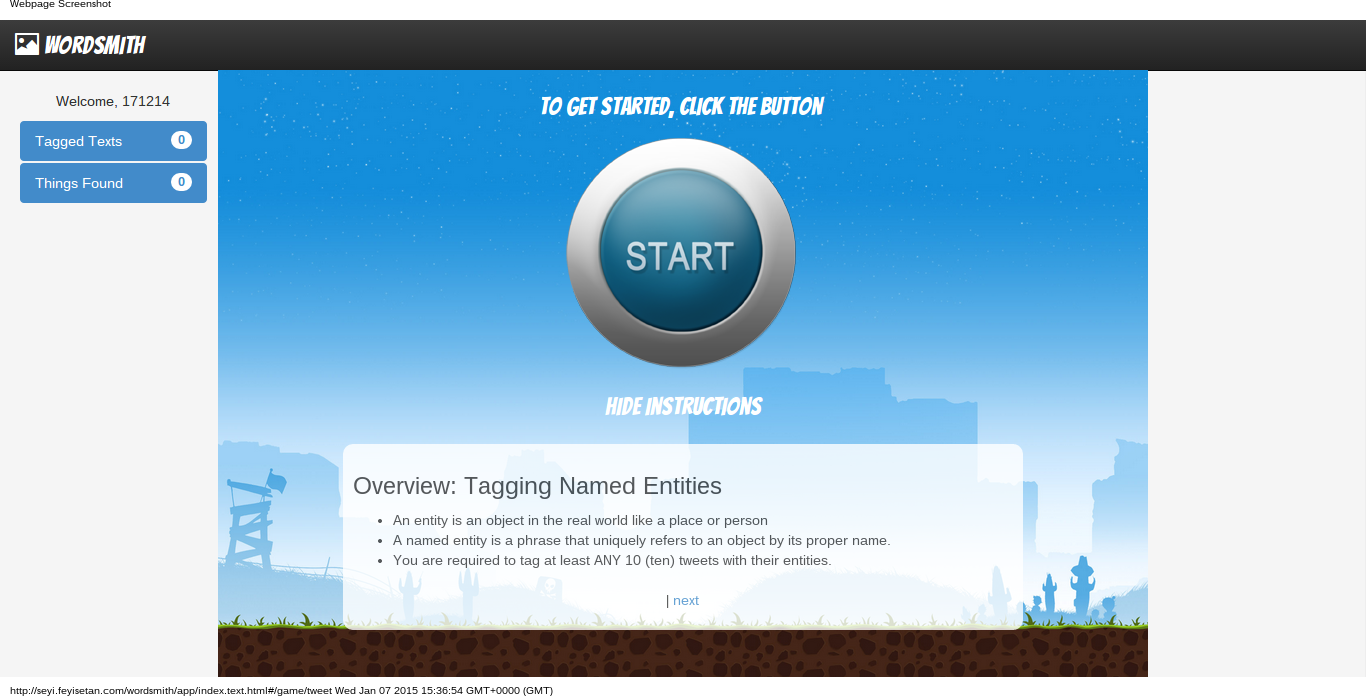 Webpage Screenshot
WORDSMITH
Welcome, 171214
Tagged Texts 0
Things Found 0
TO GET STARTED, CLICK THE BUTTON
START
HIDE INSTRUCTIONS
Overview: Tagging Named Entities
• An entity is an object in the real world like a place or person
• A named entity is a phrase that uniquely refers to an object by its proper name.
• You are required to tag at least ANY 10 (ten) tweets with their entities.
| next
http://seyi.feyisetan.com/wordsmith/app/index.text.html#/game/tweet Wed Jan 07 2015 15:36:54 GMT+0000 (GMT)